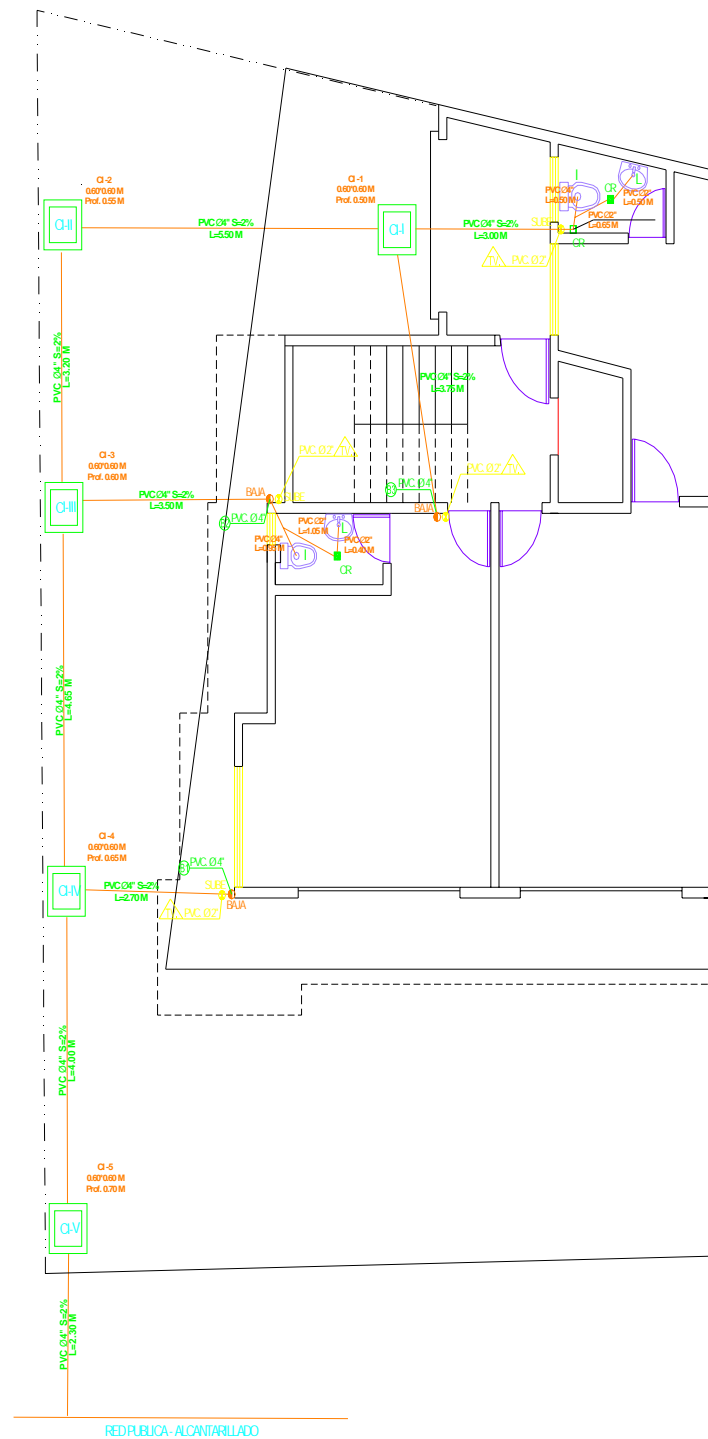 CI-2
0.60*0.60 M
Prof. 0.55 M
CI-1
0.60*0.60 M
Prof. 0.50 M
I
L
CR
PVC Ø4"
L=0.50 M
PVC Ø2"
L=0.50 M
PVC Ø2"
L=0.65 M
SUBE
CR
CI-II
PVC Ø4" S=2%
L=5.50 M
CI-I
PVC Ø4" S=2%
L=3.00 M
TV
PVC Ø2"
PVC Ø4" S=2%
L=3.20 M
PVC Ø4" S=2%
L=3.75 M
CI-3
0.60*0.60 M
Prof. 0.60 M
PVC Ø2"
PVC Ø2"
PVC Ø4"
BAJA
SUBE
BAJA
CI-III
PVC Ø4" S=2%
L=3.50 M
PVC Ø4"
PVC Ø2"
L=1.05 M
L
PVC Ø4"
PVC Ø2"
L=0.40 M
I
CR
PVC Ø4" S=2%
L=4.65 M
CI-4
0.60*0.60 M
Prof. 0.65 M
CI-IV
PVC Ø4" S=2%
L=2.70 M
PVC Ø4"
SUBE
BAJA
PVC Ø2"
PVC Ø4" S=2%
L=4.00 M
CI-5
0.60*0.60 M
Prof. 0.70 M
CI-V
PVC Ø4" S=2%
L=2.30 M
RED PUBLICA - ALCANTARILLADO